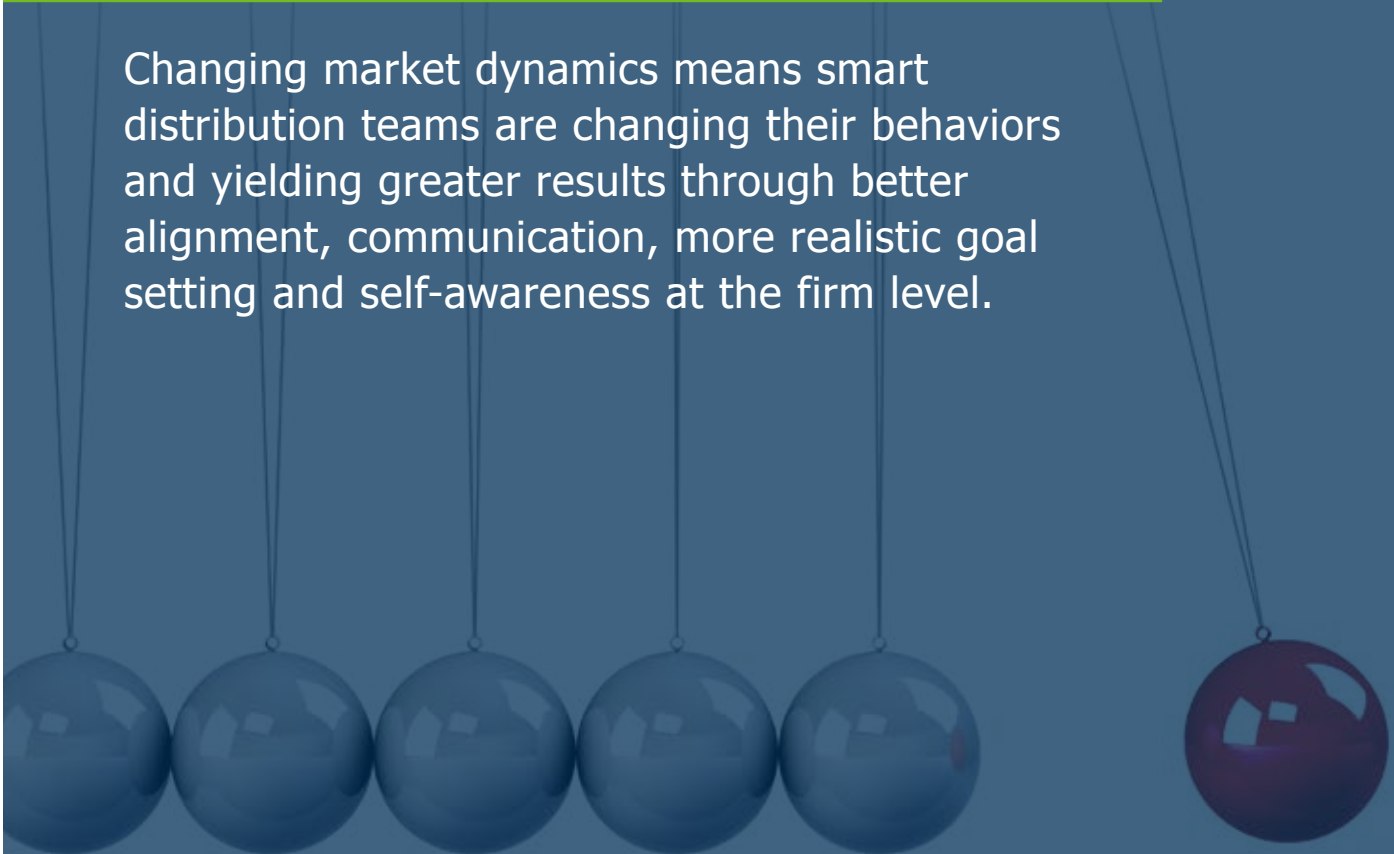 Changing market dynamics means smart
distribution teams are changing their behaviors
and yielding greater results through better
alignment, communication, more realistic goal
setting and self-awareness at the firm level.